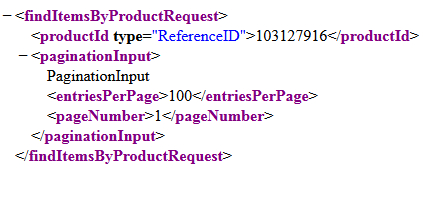 − <findItemsByProductRequest>
<productId type="ReferenceID">103127916</productId>
− <paginationInput>
PaginationInput
<entriesPerPage>100</entriesPerPage>
<pageNumber>1</pageNumber>
</paginationInput>
</findItemsByProductRequest>